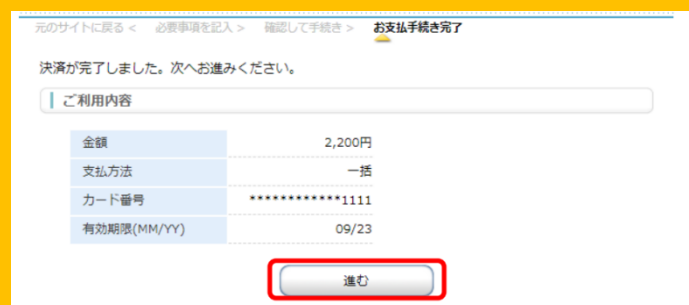 元のサイトに戻る < 必要事項を記入 > 確認して手続き > お支払手続き完了
決済が完了しました。次へお進みください。
ご利用内容
金額 2,200円
支払方法 一括
カード番号 ************1111
有効期限(MM/YY) 09/23
進む